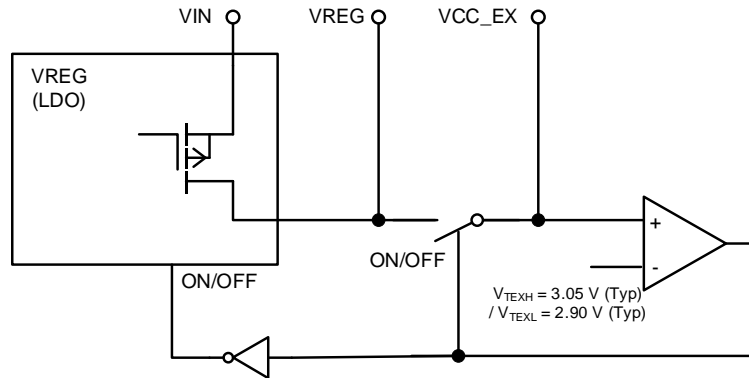 VIN
VREG
VCC_EX
VREG
(LDO)
+
-
ON/OFF
ON/OFF
VTEXH = 3.05 V (Typ)
/ VTEXL = 2.90 V (Typ)